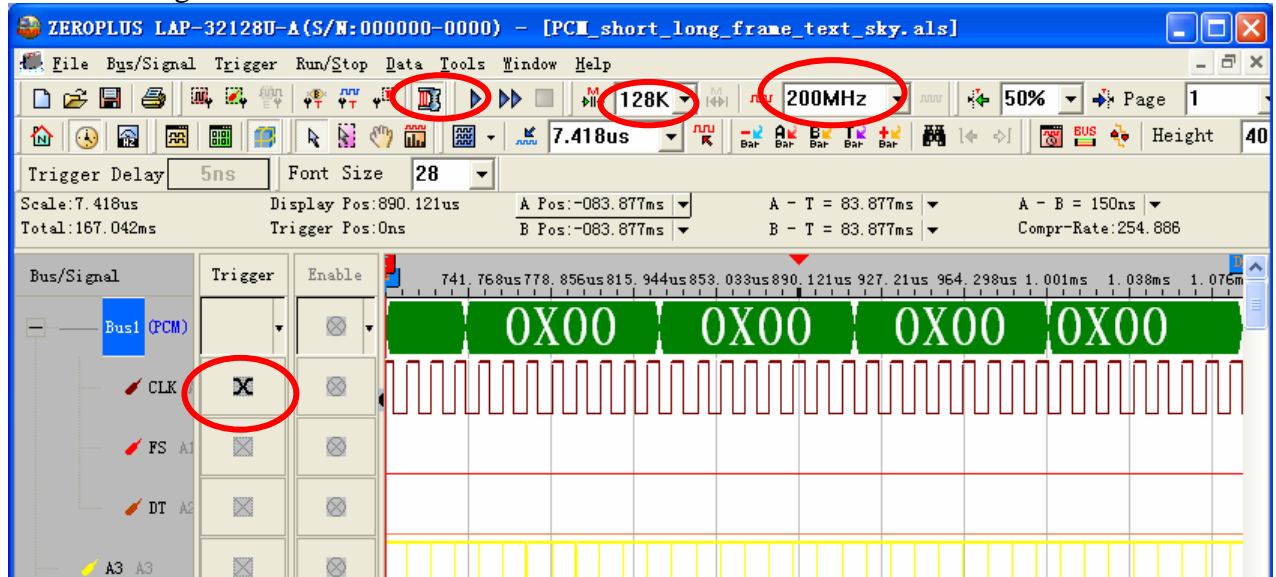 ZEROPLUS LAP-32128U-A(S/N:000000-0000) - [PCM_short_long_frame_text_sky.als]
File Bus/Signal Trigger Run/Stop Data Tools Window Help
128K 200MHz 50% Page 1
7.418us Bar Bar Bar Bar Bar BUS Height 40
Trigger Delay 5ns Font Size 28
Scale:7.418us Display Pos:890.121us A Pos:-083.877ms A - T = 83.877ms A - B = 150ns
Total:167.042ms Trigger Pos:0ns B Pos:-083.877ms B - T = 83.877ms Compr-Rate:254.886
Bus/Signal Trigger Enable 741.768us 778.856us 815.944us 853.033us 890.121us 927.21us 964.298us 1.001ms 1.038ms 1.076m
Bus1 (PCM) 0X00 0X00 0X00 0X00
CLK
FS A1
DT A2
A3 A3